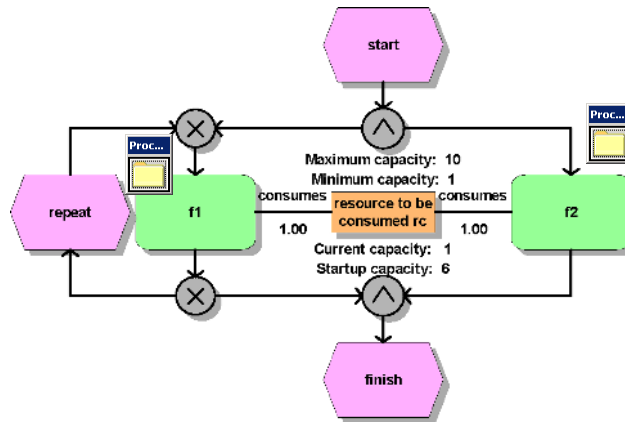 start
Proc...
Proc...
Maximum capacity: 10
Minimum capacity: 1
repeat
f1
consumes
1.00
resource to be
consumed rc
consumes
1.00
f2
Current capacity: 1
Startup capacity: 6
finish